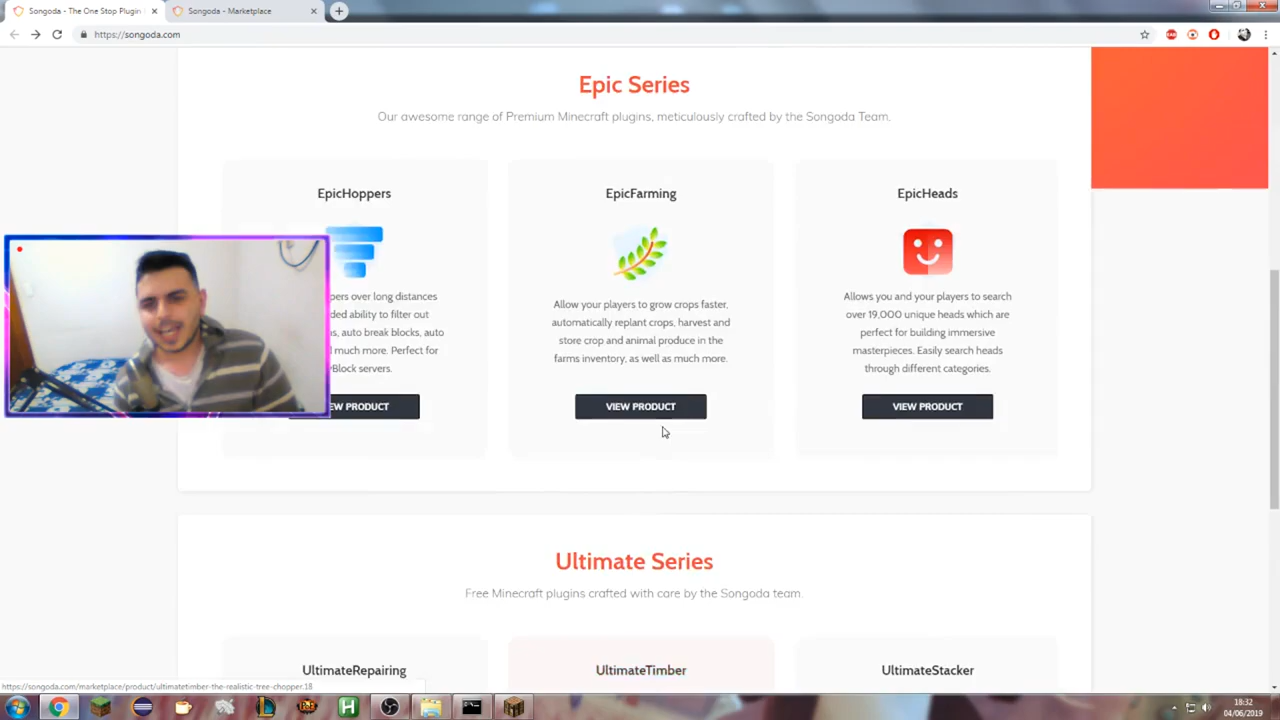 Songoda - The One Stop Plugin
Songoda - Marketplace
https://songoda.com
Epic Series
Our awesome range of Premium Minecraft plugins, meticulously crafted by the Songoda Team.
EpicHoppers
pers over long distances
ded ability to filter out
s, auto break blocks, auto
d much more. Perfect for
yBlock servers.
EW PRODUCT
EpicFarming
Allow your players to grow crops faster,
automatically replant crops, harvest and
store crop and animal produce in the
farms inventory, as well as much more.
VIEW PRODUCT
EpicHeads
Allows you and your players to search
over 19,000 unique heads which are
perfect for building immersive
masterpieces. Easily search heads
through different categories.
VIEW PRODUCT
Ultimate Series
Free Minecraft plugins crafted with care by the Songoda team.
UltimateRepairing
UltimateTimber
UltimateStacker
https://songoda.com/marketplace/product/ultimatetimber-the-realistic-tree-chopper.18
18:32
04/06/2019